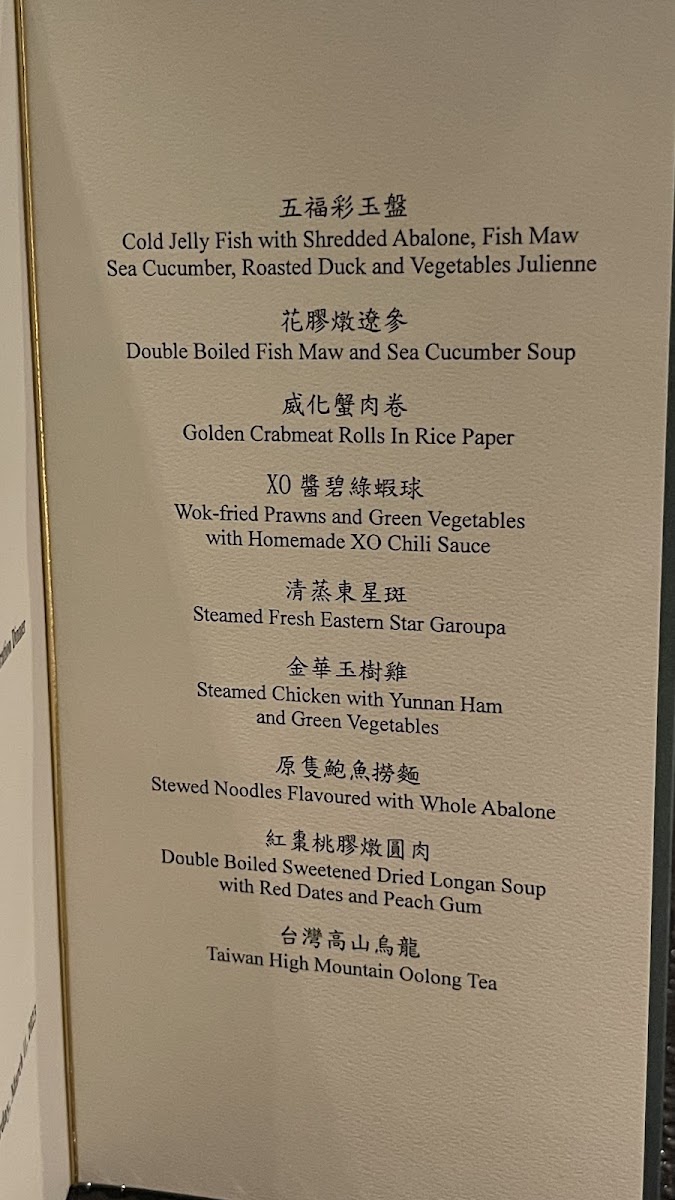 五福彩玉盤
Cold Jelly Fish with Shredded Abalone, Fish Maw
Sea Cucumber, Roasted Duck and Vegetables Julienne
花膠燉遼參
Double Boiled Fish Maw and Sea Cucumber Soup
威化蟹肉卷
Golden Crabmeat Rolls In Rice Paper
XO 醬碧綠蝦球
Wok-fried Prawns and Green Vegetables
with Homemade XO Chili Sauce
清蒸東星斑
Steamed Fresh Eastern Star Garoupa
金華玉樹雞
Steamed Chicken with Yunnan Ham
and Green Vegetables
原隻鮑魚撈麵
Stewed Noodles Flavoured with Whole Abalone
紅棗桃膠燉圓肉
Double Boiled Sweetened Dried Longan Soup
with Red Dates and Peach Gum
台灣高山烏龍
Taiwan High Mountain Oolong Tea
Dinner
March 11,